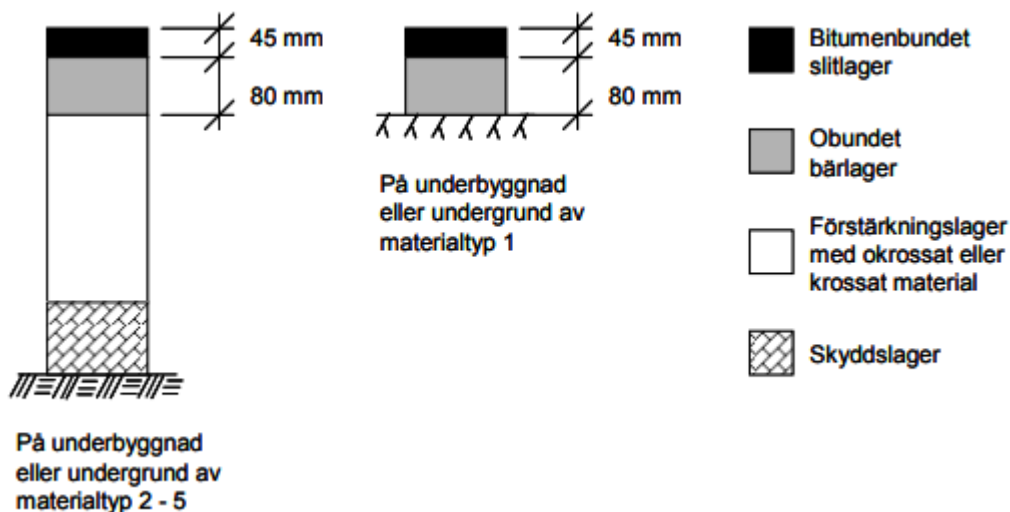 45 mm
80 mm
På underbyggnad
eller undergrund av
materialtyp 2 - 5
45 mm
80 mm
På underbyggnad
eller undergrund av
materialtyp 1
Bitumenbundet
slitlager
Obundet
bärlager
Förstärkningslager
med okrossat eller
krossat material
Skyddslager